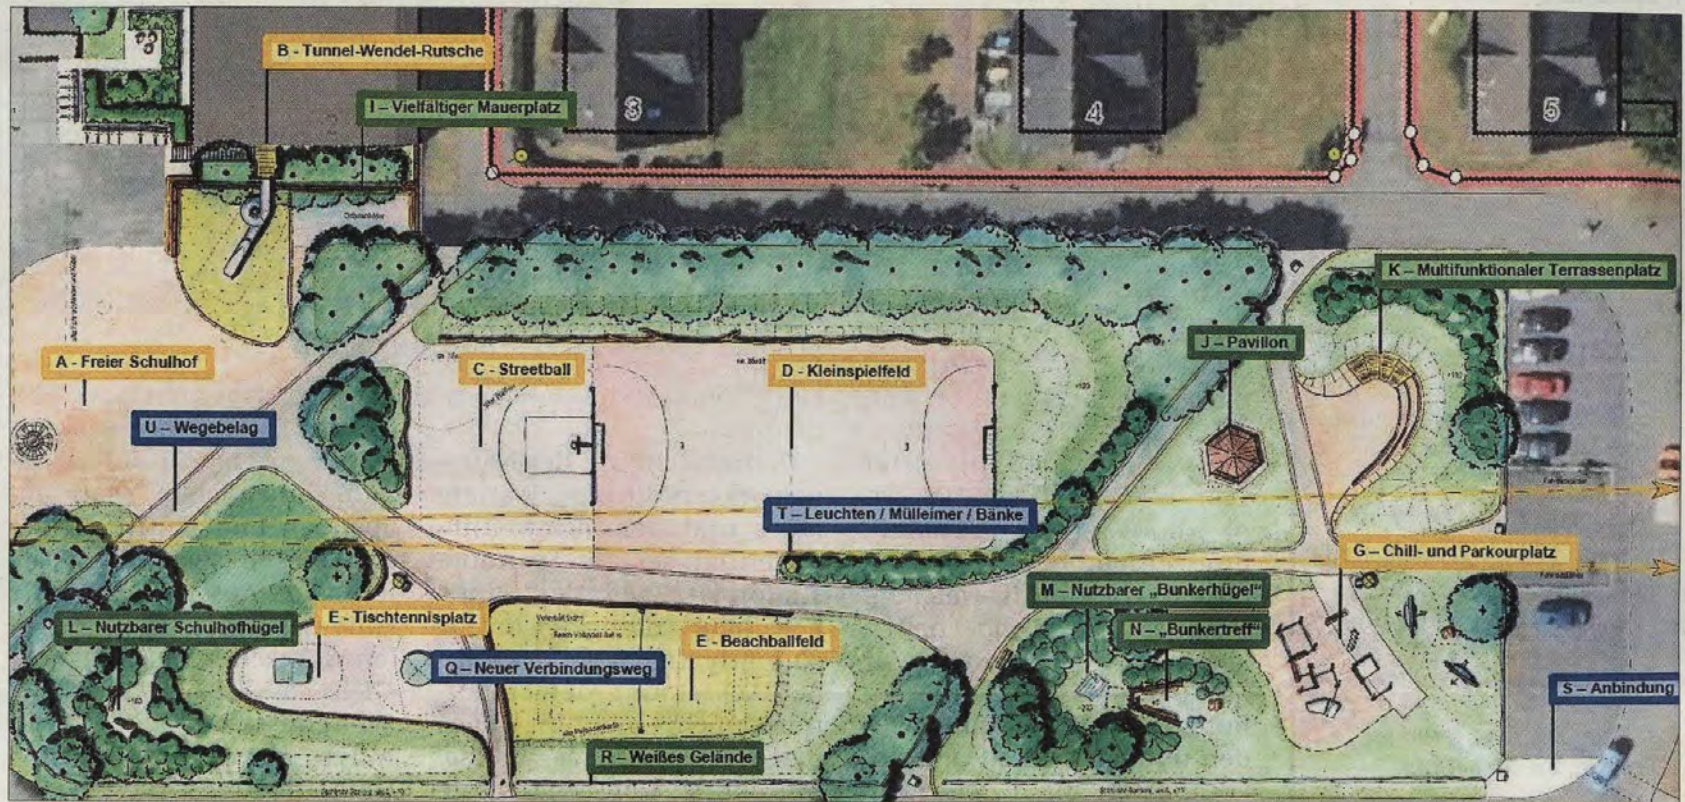 B - Tunnel-Wendel-Rutsche
I – Vielfältiger Mauerplatz
3
4
5
K – Multifunktionaler Terrassenplatz
J – Pavillon
A - Freier Schulhof
C - Streetball
D - Kleinspielfeld
U – Wegebelag
T – Leuchten / Mülleimer / Bänke
G – Chill- und Parkourplatz
M – Nutzbarer „Bunkerhügel“
N – „Bunkertreff“
L – Nutzbarer Schulhofhügel
E - Tischtennisplatz
E - Beachballfeld
Q – Neuer Verbindungsweg
S – Anbindung
R – Weißes Gelände